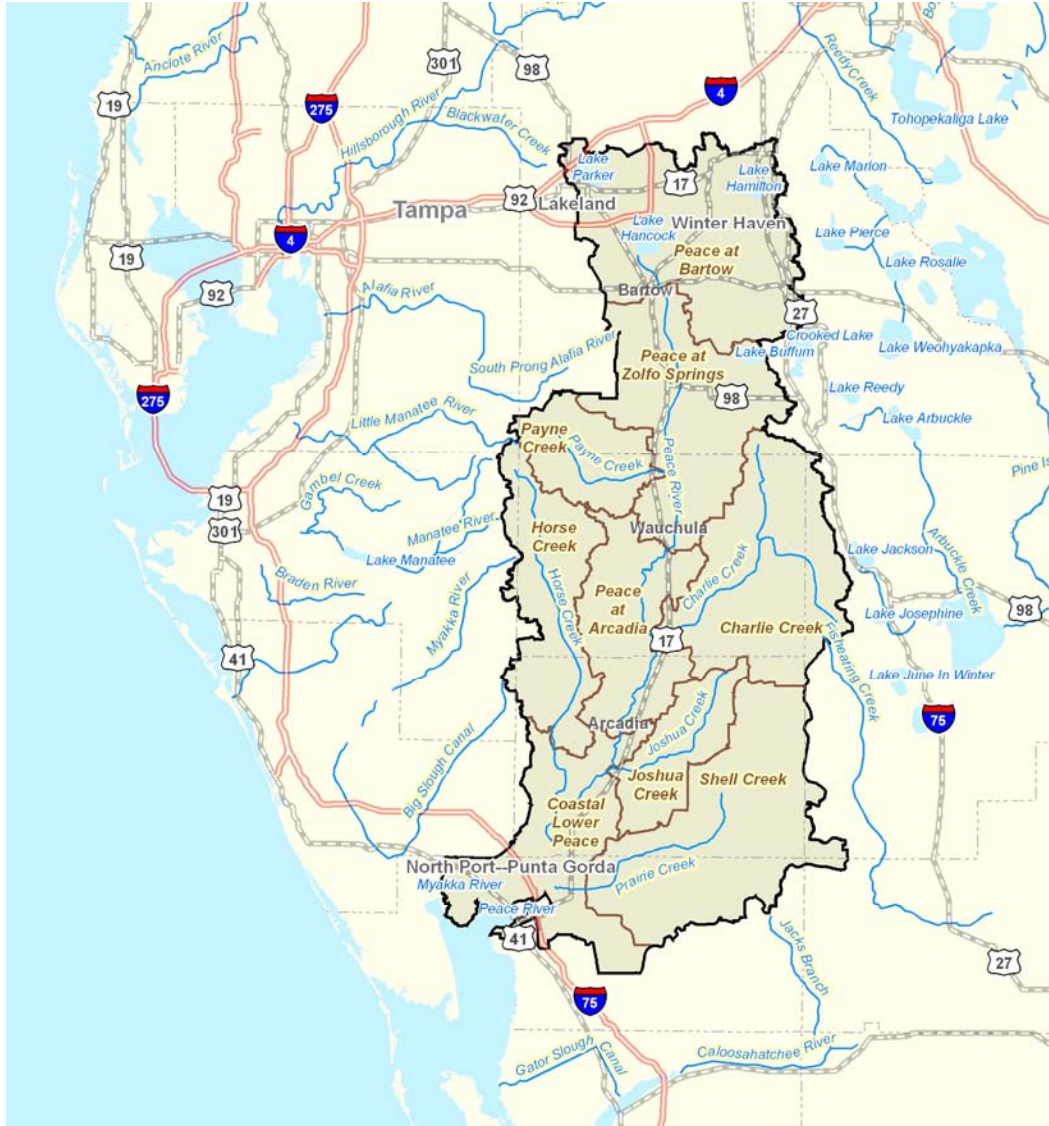 Anclote River
19
301
98
275
4
Reedy Creek
Tohopekaliga Lake
Hillsborough River
Blackwater Creek
Lake
Parker
17
Lake
Hamilton
Lake Marion
92
Lakeland
Tampa
Lake
Hancock
Winter Haven
Lake Pierce
4
19
Peace at
Bartow
Lake Rosalie
92
Alafia River
Bartow
27
Crooked Lake
Lake Buffum
Lake Weohyakapka
South Prong Alafia River
Peace at
Zolfo Springs
98
Lake Reedy
275
Little Manatee River
Lake Arbuckle
Payne
Creek
Payne Creek
Peace River
19
Gambel Creek
301
Manatee River
Horse
Creek
Wauchula
Arbuckle Creek
Lake Manatee
Lake Jackson
Braden River
Myakka River
Horse Creek
Peace
at
Arcadia
Charlie Creek
98
Lake Josephine
17
Charlie Creek
Fisheating Creek
41
Lake June In Winter
Big Slough Canal
Arcadia
Joshua Creek
75
Joshua
Creek
Shell Creek
Coastal
Lower
Peace
North Port--Punta Gorda
Myakka River
Prairie Creek
Peace River
41
Jacks Branch
27
75
Gator Slough Canal
Caloosahatchee River